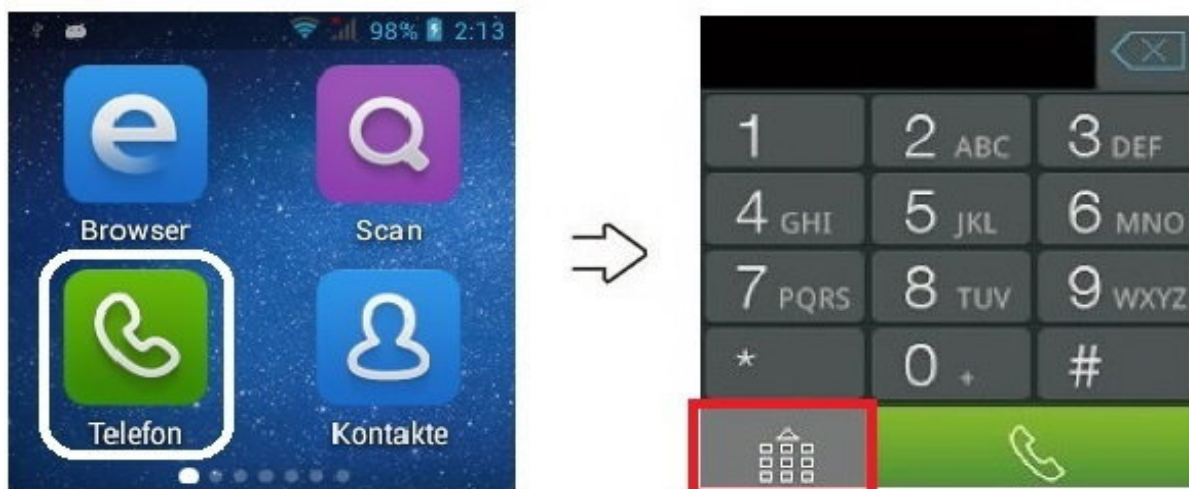 98% 2:13
Browser Scan
Telefon Kontakte
1 2 ABC 3 DEF
4 GHI 5 JKL 6 MNO
7 PQRS 8 TUV 9 WXYZ
* 0 + #